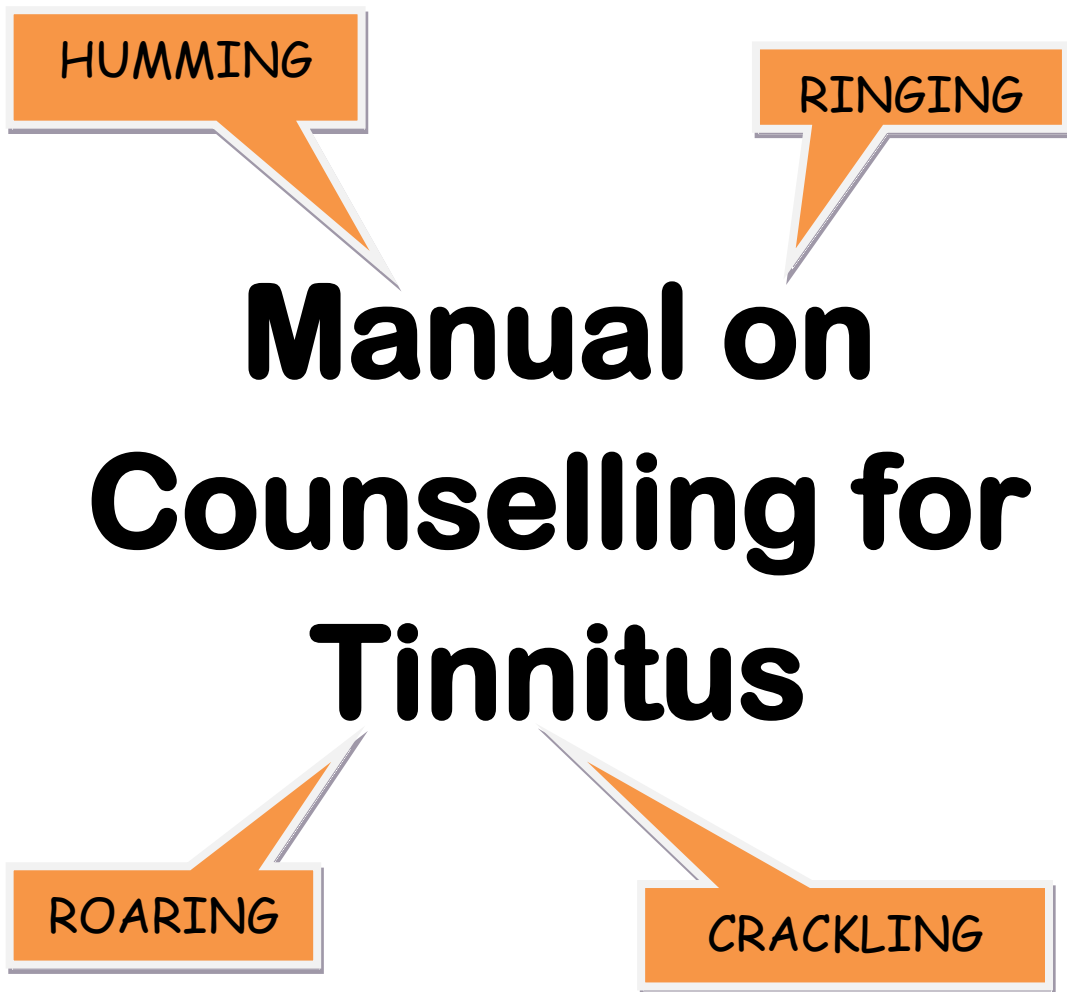 HUMMING
RINGING
Manual on
Counselling for
Tinnitus
ROARING
CRACKLING